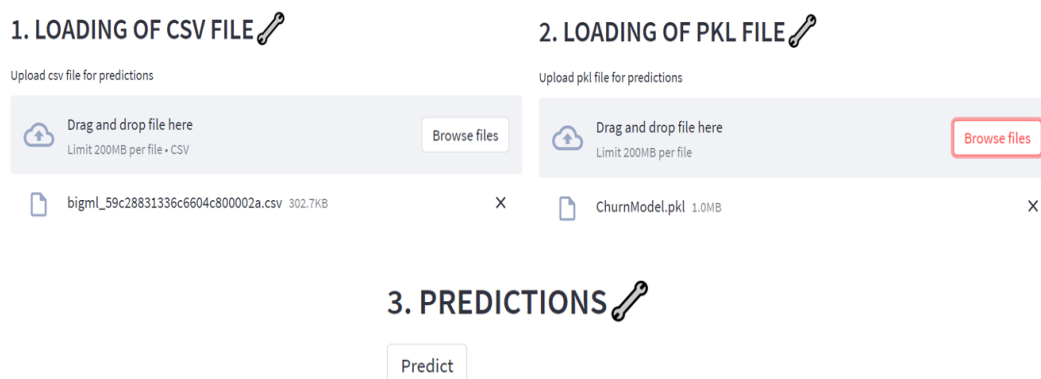 1. LOADING OF CSV FILE
Upload csv file for predictions
Drag and drop file here
Limit 200MB per file • CSV
Browse files
bigml_59c28831336c6604c800002a.csv 302.7KB
X
2. LOADING OF PKL FILE
Upload pkl file for predictions
Drag and drop file here
Limit 200MB per file
Browse files
ChurnModel.pkl 1.0MB
X
3. PREDICTIONS
Predict